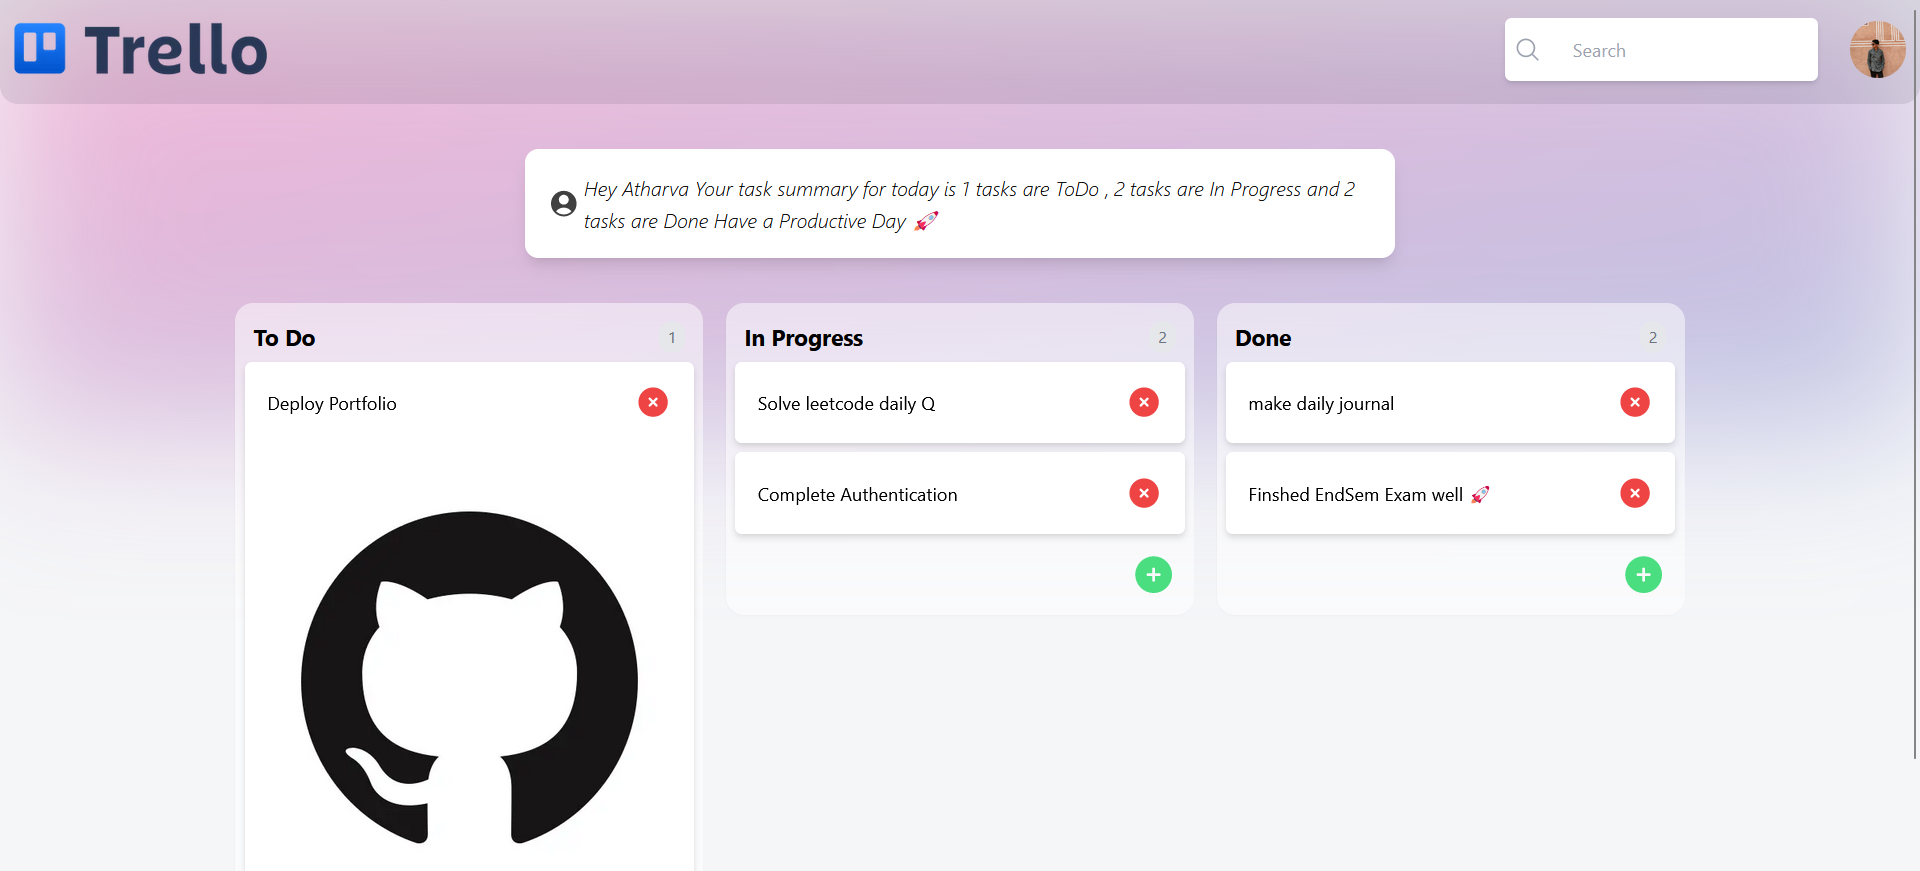 Trello
Search
Hey Atharva Your task summary for today is 1 tasks are ToDo , 2 tasks are In Progress and 2
tasks are Done Have a Productive Day 🚀
To Do 1
Deploy Portfolio
In Progress 2
Solve leetcode daily Q
Complete Authentication
Done 2
make daily journal
Finshed EndSem Exam well 🚀